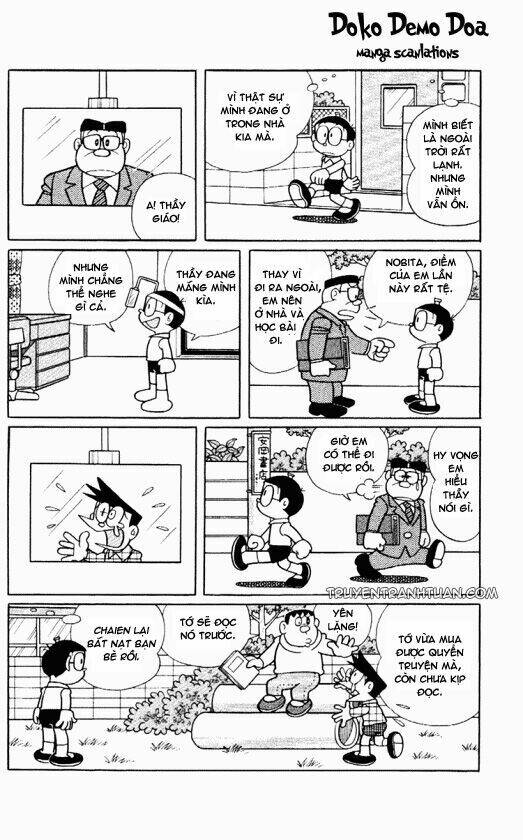 Doko Demo Doa
manga scanlations
MÌNH BIẾT
LÀ NGOÀI
TRỜI RẤT
LẠNH.
NHƯNG
MÌNH
VẪN ỔN.
VÌ THẬT SỰ
MÌNH ĐANG Ở
TRONG NHÀ
KIA MÀ.
A! THẦY
GIÁO!
NOBITA, ĐIỂM
CỦA EM LẦN
NÀY RẤT TỆ.
THAY VÌ
ĐI RA NGOÀI,
EM NÊN
Ở NHÀ VÀ
HỌC BÀI
ĐI.
THẦY ĐANG
MẮNG MÌNH
KÌA.
NHƯNG
MÌNH CHẲNG
THỂ NGHE
GÌ CẢ.
HY VỌNG
EM
HIỂU
THẦY
NÓI GÌ.
GIỜ EM
CÓ THỂ ĐI
ĐƯỢC RỒI.
安田書店
TRUYENTRANHTUAN.COM
TỚ VỪA MUA
ĐƯỢC QUYỂN
TRUYỆN MÀ,
CÒN CHƯA KỊP
ĐỌC.
YÊN
LẶNG!
TỚ SẼ ĐỌC
NÓ TRƯỚC.
CHAIEN LẠI
BẮT NẠT BẠN
BÈ RỒI.